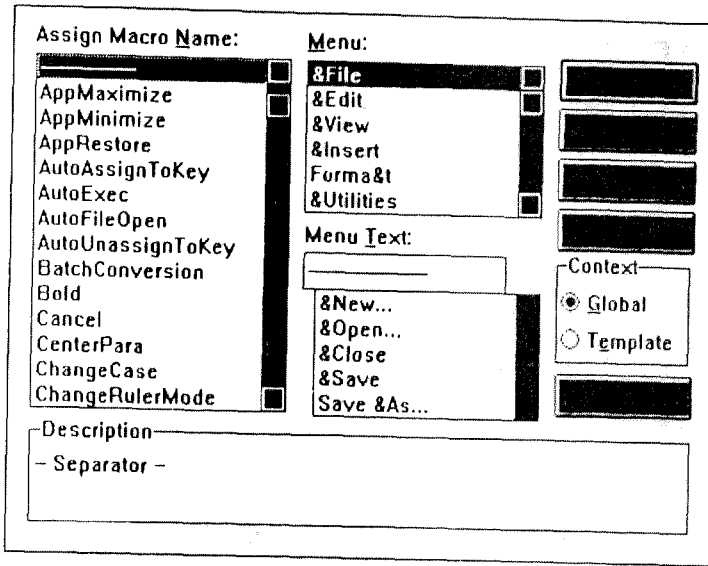 Assign Macro Name:
AppMaximize
AppMinimize
AppRestore
AutoAssignToKey
AutoExec
AutoFileOpen
AutoUnassignToKey
BatchConversion
Bold
Cancel
CenterPara
ChangeCase
ChangeRulerMode
Menu:
&File
&Edit
&View
&Insert
Forma&t
&Utilities
Menu Text:
&New...
&Open...
&Close
&Save
Save &As...
Context
Global
Template
Description
- Separator -